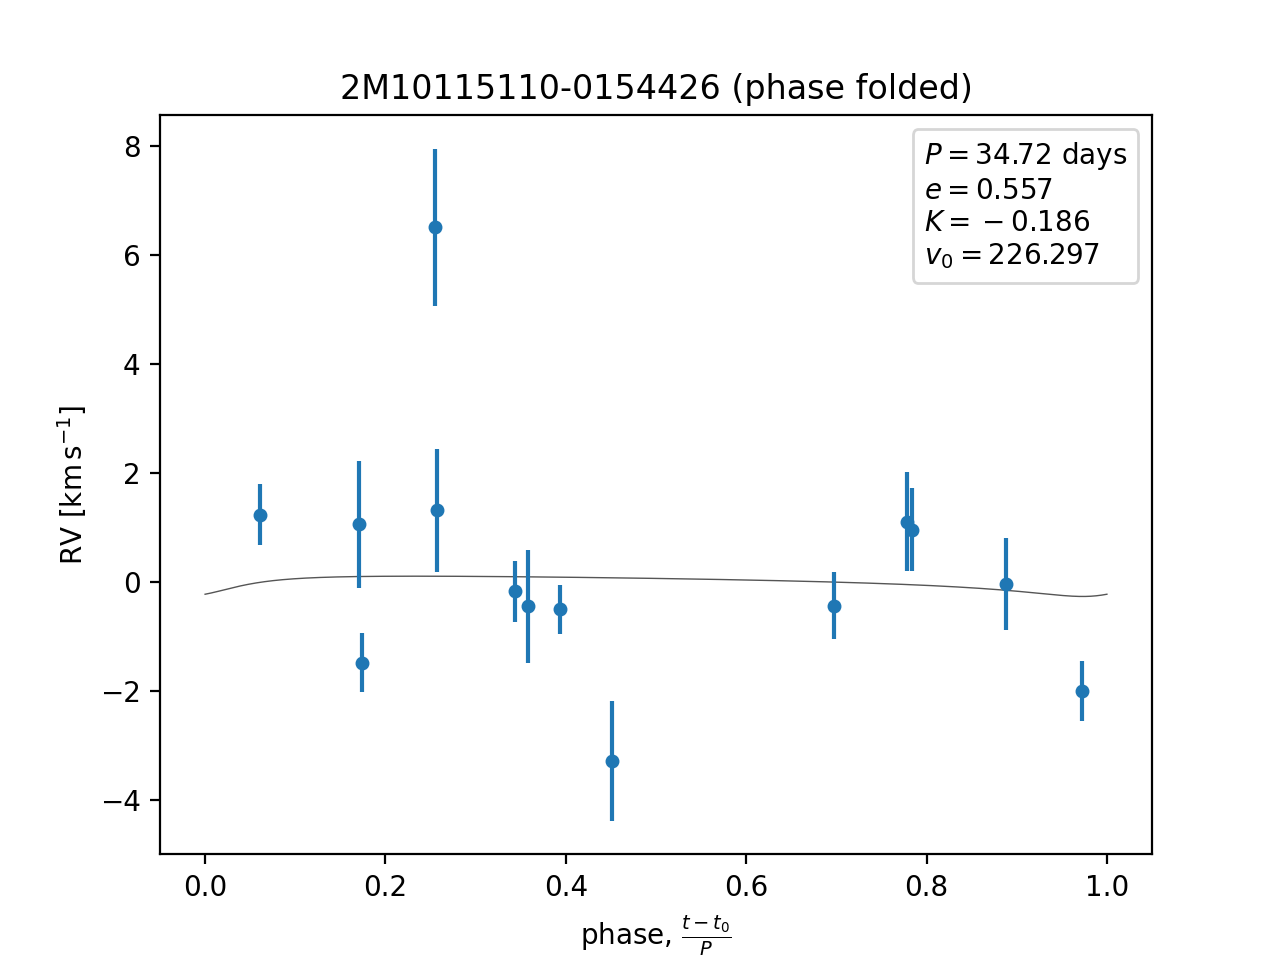 2M10115110-0154426 (phase folded)
P = 34.72 days
e = 0.557
K = −0.186
v₀ = 226.297
8
6
4
2
0
−2
−4
RV [km s⁻¹]
0.0 0.2 0.4 0.6 0.8 1.0
phase, (t − t₀)/P